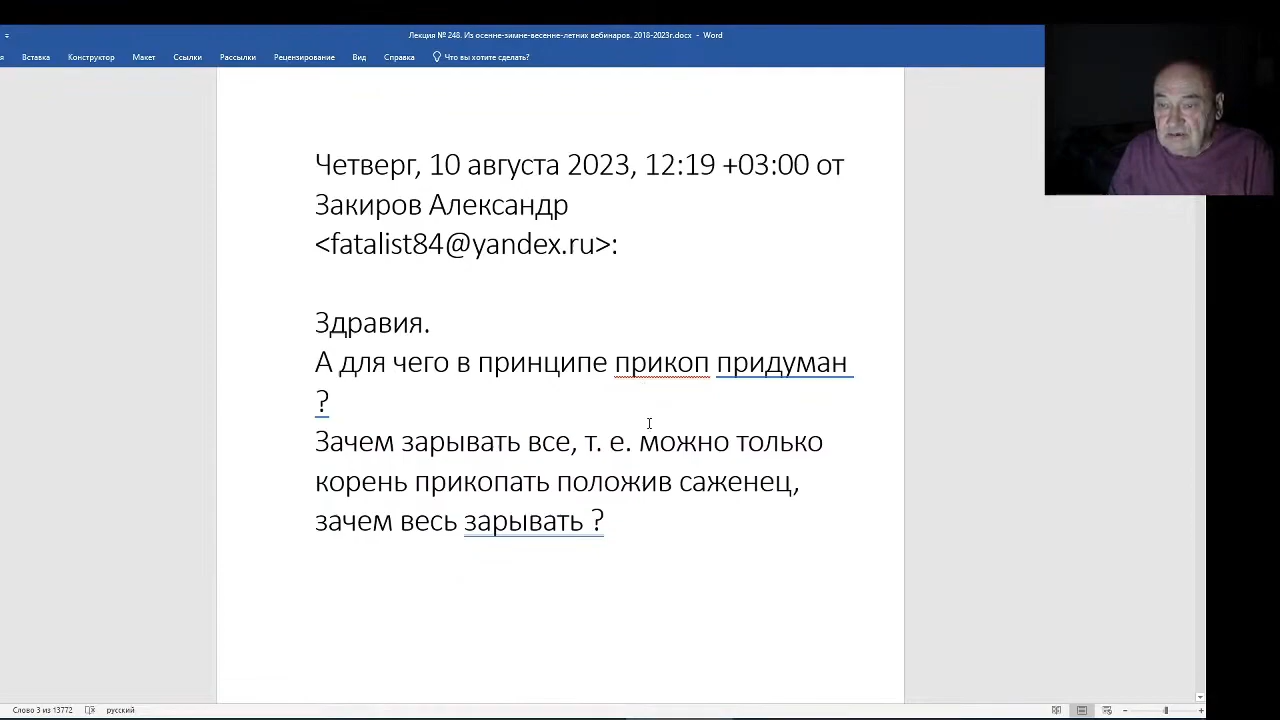 Лекция № 248. Из осенне-зимне-весенне-летних вебинаров. 2018-2023г.docx - Word
Вставка Конструктор Макет Ссылки Рассылки Рецензирование Вид Справка Что вы хотите сделать?
Четверг, 10 августа 2023, 12:19 +03:00 от
Закиров Александр
<fatalist84@yandex.ru>:
Здравия.
А для чего в принципе прикоп придуман
?
Зачем зарывать все, т. е. можно только
корень прикопать положив саженец,
зачем весь зарывать ?
Слово 3 из 13772 русский